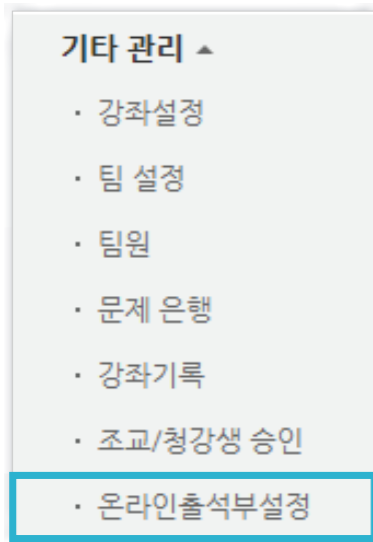 기타 관리 ▲
· 강좌설정
· 팀 설정
· 팀원
· 문제 은행
· 강좌기록
· 조교/청강생 승인
· 온라인출석부설정